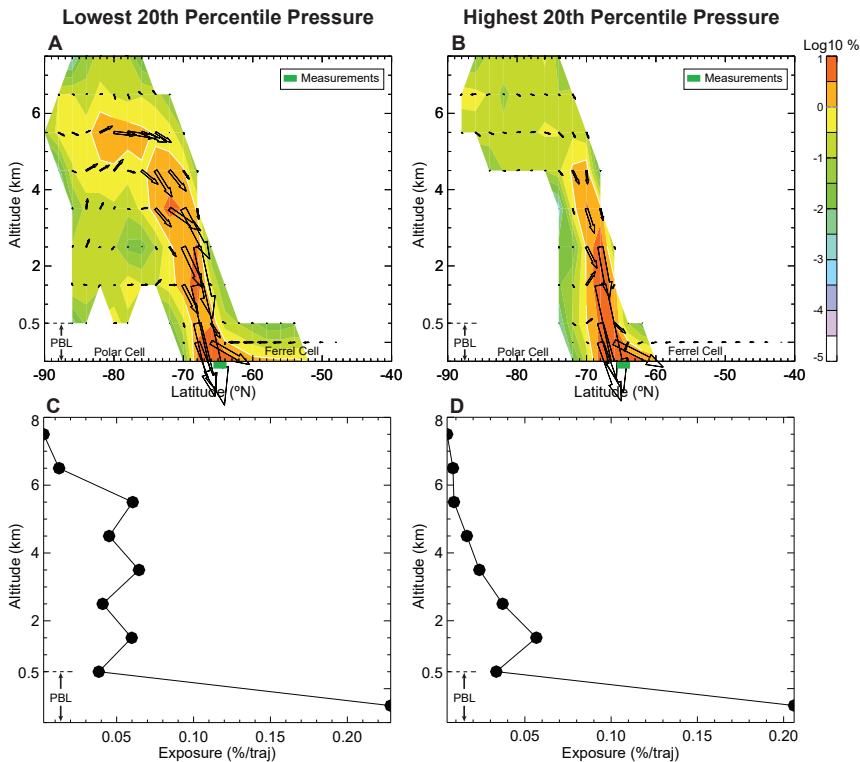 Lowest 20th Percentile Pressure
Highest 20th Percentile Pressure
A
B
Log10 %
Measurements
Measurements
1
0
-1
-2
-3
-4
-5
6
4
2
0.5
Altitude (km)
PBL
Polar Cell
Ferrel Cell
-90
-80
-70
-60
-50
-40
Latitude (ºN)
6
4
2
0.5
Altitude (km)
PBL
Polar Cell
Ferrel Cell
-90
-80
-70
-60
-50
-40
Latitude (ºN)
C
8
6
4
2
0.5
Altitude (km)
PBL
0.05
0.10
0.15
0.20
Exposure (%/traj)
D
8
6
4
2
0.5
Altitude (km)
PBL
0.05
0.10
0.15
0.20
Exposure (%/traj)